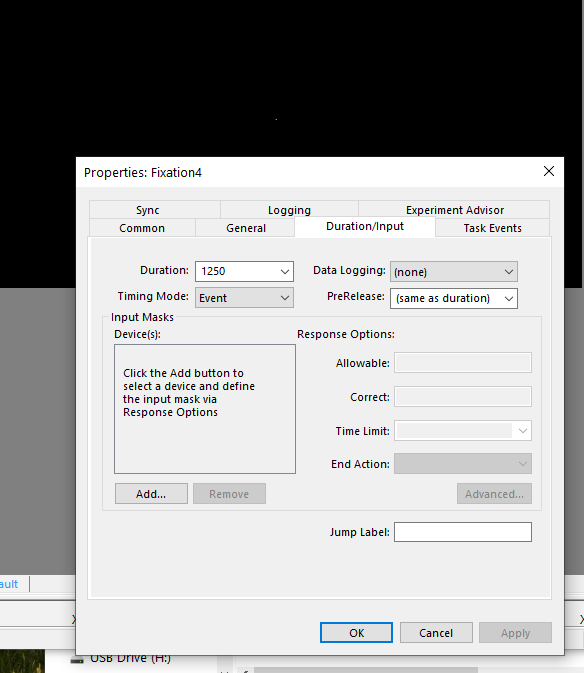 Properties: Fixation4
Sync Logging Experiment Advisor
Common General Duration/Input Task Events
Duration: 1250 Data Logging: (none)
Timing Mode: Event PreRelease: (same as duration)
Input Masks
Device(s): Response Options:
Click the Add button to
select a device and define
the input mask via
Response Options
Allowable:
Correct:
Time Limit:
End Action:
Add... Remove Advanced...
Jump Label:
ault
OK Cancel Apply
USB Drive (H:)